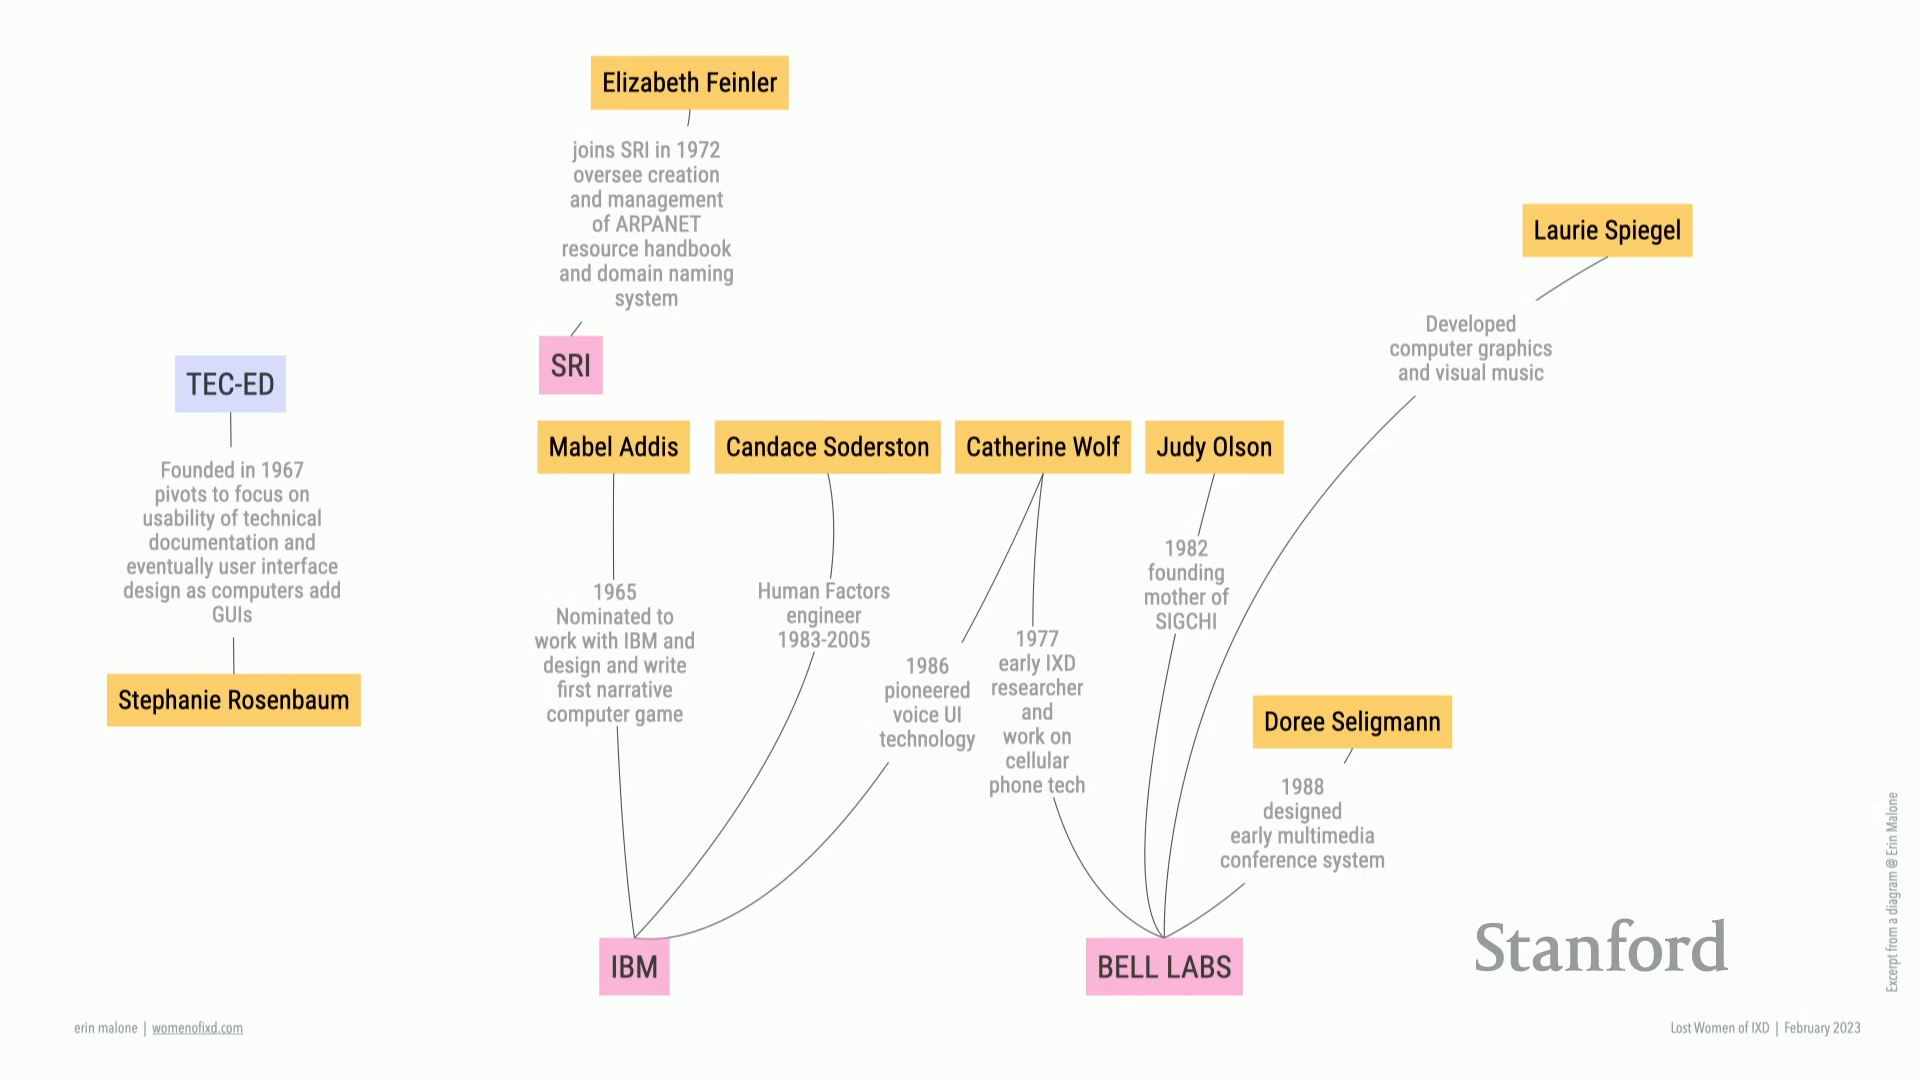 Elizabeth Feinler
joins SRI in 1972
oversee creation
and management
of ARPANET
resource handbook
and domain naming
system
SRI
Laurie Spiegel
Developed
computer graphics
and visual music
TEC-ED
Founded in 1967
pivots to focus on
usability of technical
documentation and
eventually user interface
design as computers add
GUIs
Stephanie Rosenbaum
Mabel Addis
1965
Nominated to
work with IBM and
design and write
first narrative
computer game
Candace Soderston
Human Factors
engineer
1983-2005
Catherine Wolf
1986
pioneered
voice UI
technology
1977
early IXD
researcher
and
work on
cellular
phone tech
Judy Olson
1982
founding
mother of
SIGCHI
Doree Seligmann
1988
designed
early multimedia
conference system
IBM
BELL LABS
Stanford
Excerpt from a diagram @ Erin Malone
erin malone | womenofixd.com
Lost Women of IXD | February 2023